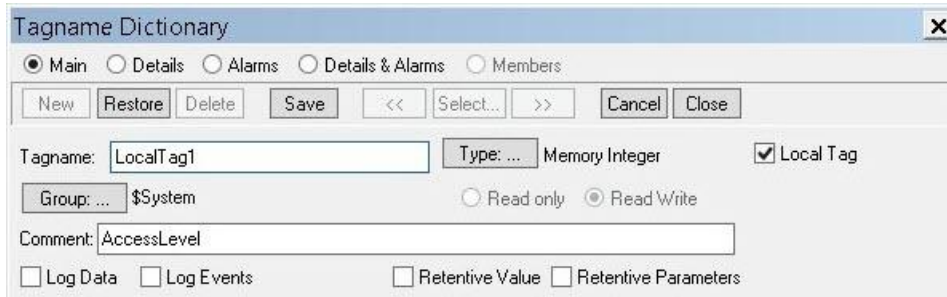 Tagname Dictionary
Main Details Alarms Details & Alarms Members
New Restore Delete Save << Select... >> Cancel Close
Tagname: LocalTag1 Type: ... Memory Integer Local Tag
Group: ... $System Read only Read Write
Comment: AccessLevel
Log Data Log Events Retentive Value Retentive Parameters